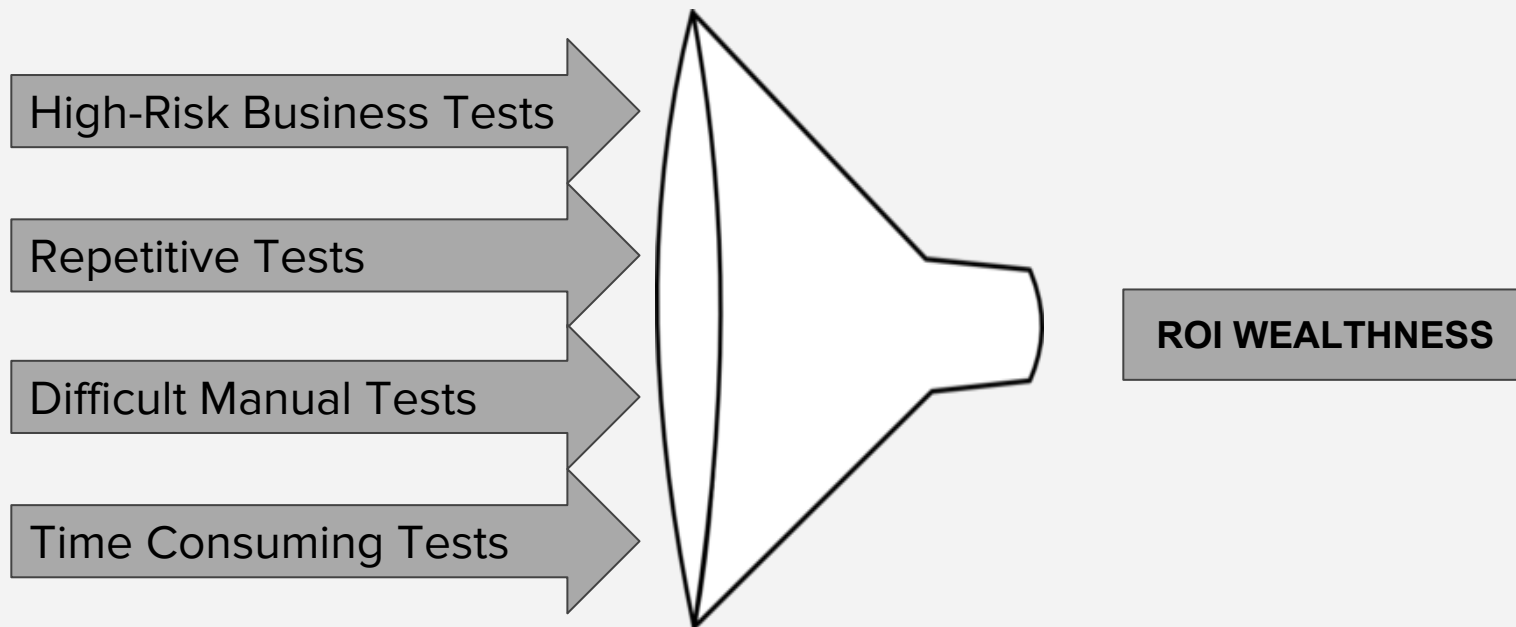 High-Risk Business Tests
Repetitive Tests
Difficult Manual Tests
Time Consuming Tests
ROI WEALTHNESS